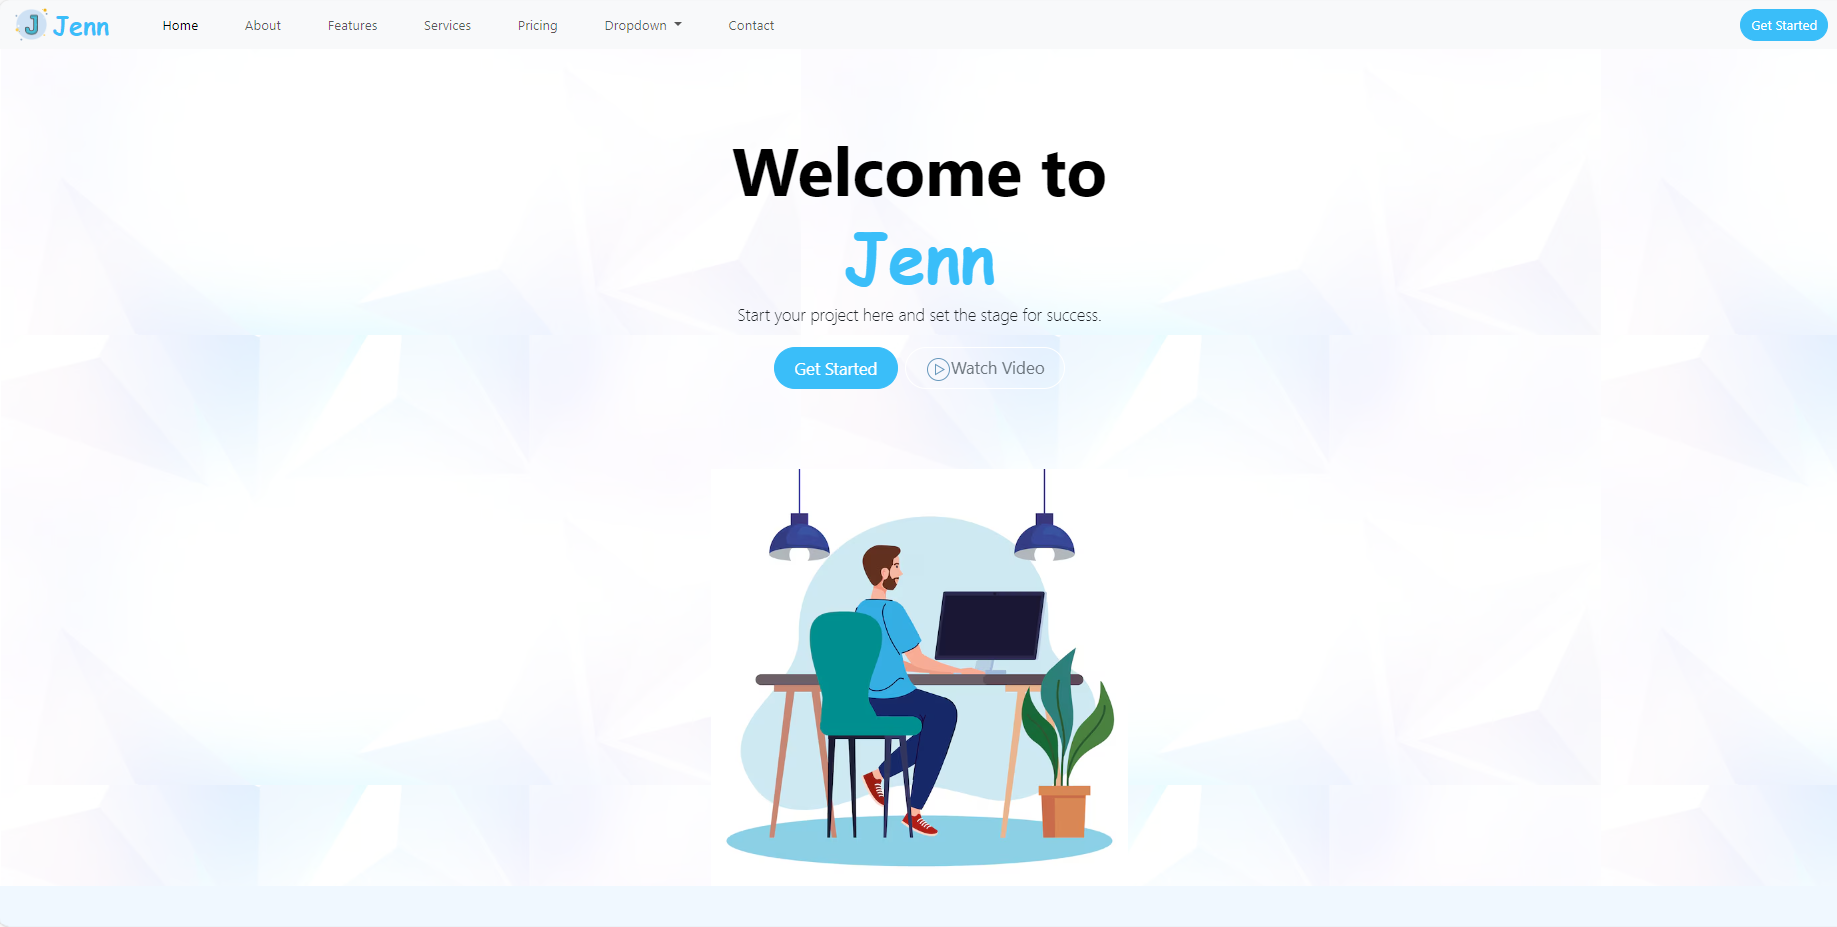 J Jenn Home About Features Services Pricing Dropdown Contact Get Started
Welcome to
Jenn
Start your project here and set the stage for success.
Get Started Watch Video